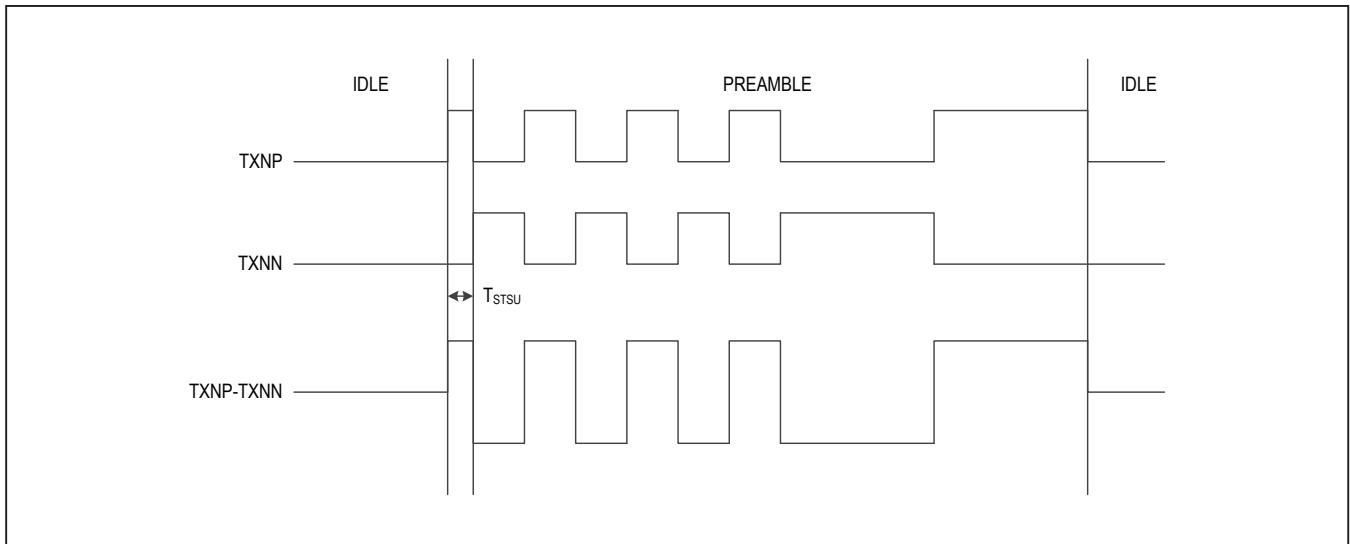 IDLE
PREAMBLE
IDLE
TXNP
TXNN
TSTSU
TXNP-TXNN